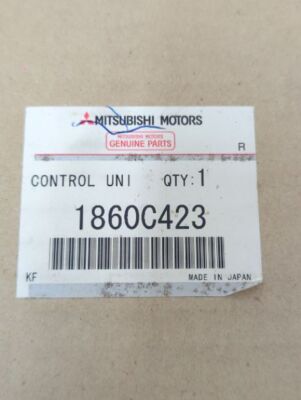 MITSUBISHI MOTORS
MITSUBISHI MOTORS
GENUINE PARTS
R
CONTROL UNI QTY:1
1860C423
KF MADE IN JAPAN